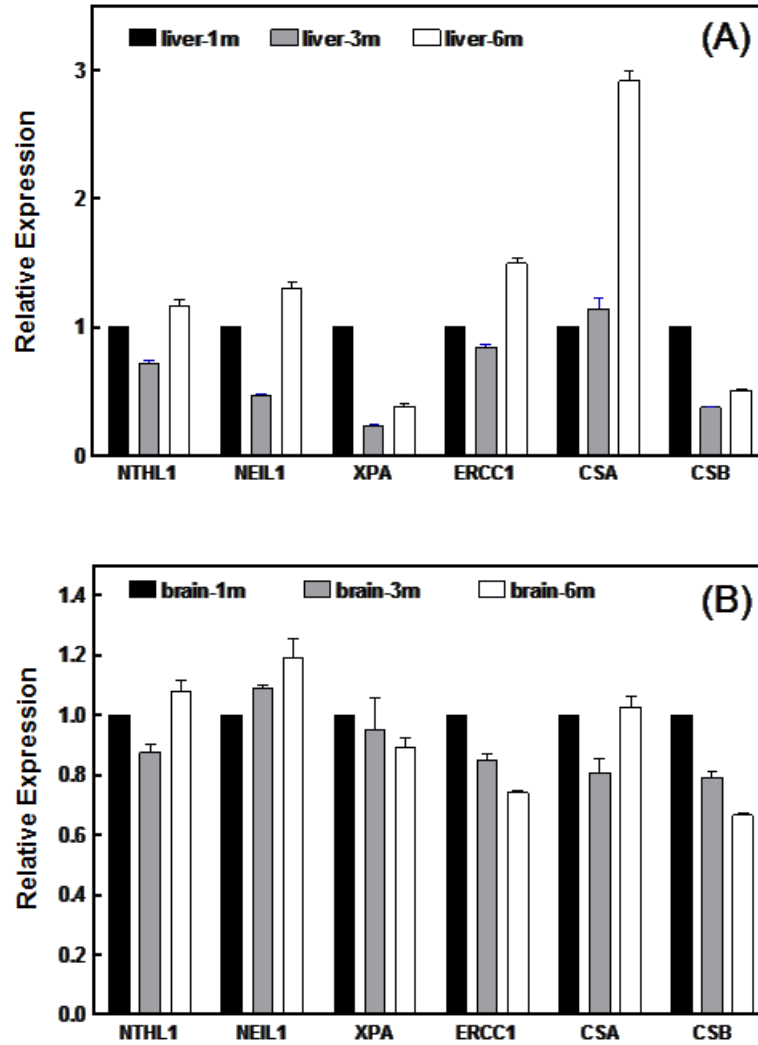 (A)
liver-1m liver-3m liver-6m
3
2
1
0
Relative Expression
NTHL1 NEIL1 XPA ERCC1 CSA CSB
(B)
brain-1m brain-3m brain-6m
1.4
1.2
1.0
0.8
0.6
0.4
0.2
0.0
Relative Expression
NTHL1 NEIL1 XPA ERCC1 CSA CSB